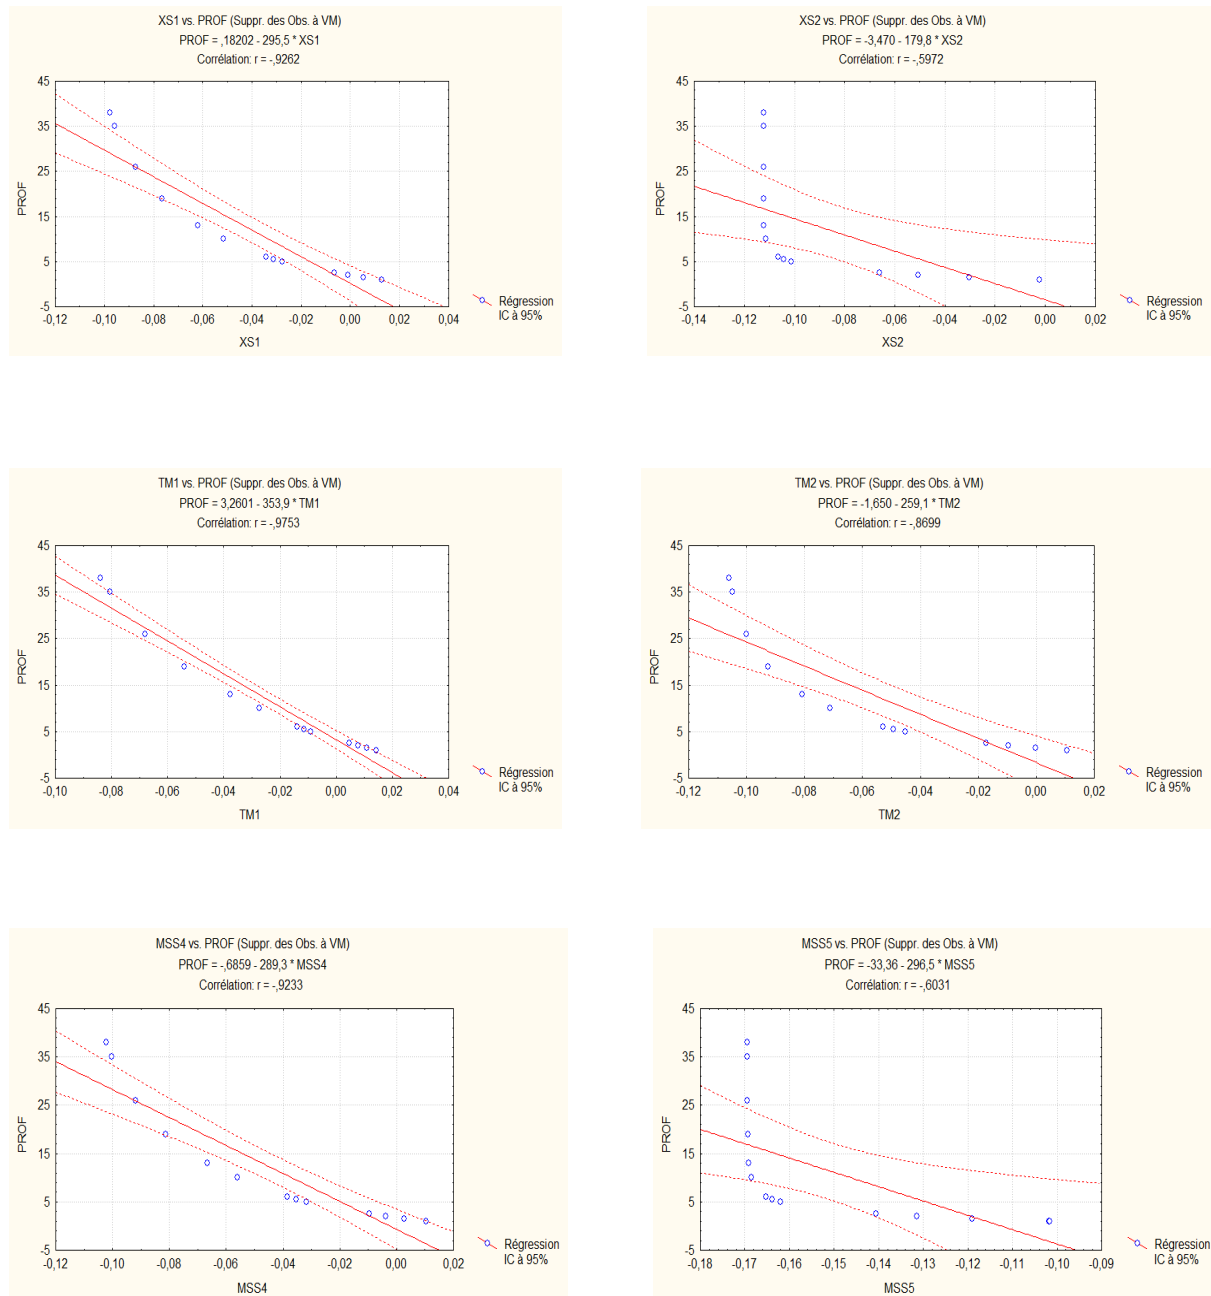 XS1 vs. PROF (Suppr. des Obs. à VM)
PROF = ,18202 - 295,5 * XS1
Corrélation: r = -,9262
45
35
25
15
5
-5
PROF
-0,12 -0,10 -0,08 -0,06 -0,04 -0,02 0,00 0,02 0,04
XS1
Régression
IC à 95%
XS2 vs. PROF (Suppr. des Obs. à VM)
PROF = -3,470 - 179,8 * XS2
Corrélation: r = -,5972
45
35
25
15
5
-5
PROF
-0,14 -0,12 -0,10 -0,08 -0,06 -0,04 -0,02 0,00 0,02
XS2
Régression
IC à 95%
TM1 vs. PROF (Suppr. des Obs. à VM)
PROF = 3,2601 - 353,9 * TM1
Corrélation: r = -,9753
45
35
25
15
5
-5
PROF
-0,10 -0,08 -0,06 -0,04 -0,02 0,00 0,02 0,04
TM1
Régression
IC à 95%
TM2 vs. PROF (Suppr. des Obs. à VM)
PROF = -1,650 - 259,1 * TM2
Corrélation: r = -,8699
45
35
25
15
5
-5
PROF
-0,12 -0,10 -0,08 -0,06 -0,04 -0,02 0,00 0,02
TM2
Régression
IC à 95%
MSS4 vs. PROF (Suppr. des Obs. à VM)
PROF = -,6859 - 289,3 * MSS4
Corrélation: r = -,9233
45
35
25
15
5
-5
PROF
-0,12 -0,10 -0,08 -0,06 -0,04 -0,02 0,00 0,02
MSS4
Régression
IC à 95%
MSS5 vs. PROF (Suppr. des Obs. à VM)
PROF = -33,36 - 296,5 * MSS5
Corrélation: r = -,6031
45
35
25
15
5
-5
PROF
-0,18 -0,17 -0,16 -0,15 -0,14 -0,13 -0,12 -0,11 -0,10 -0,09
MSS5
Régression
IC à 95%